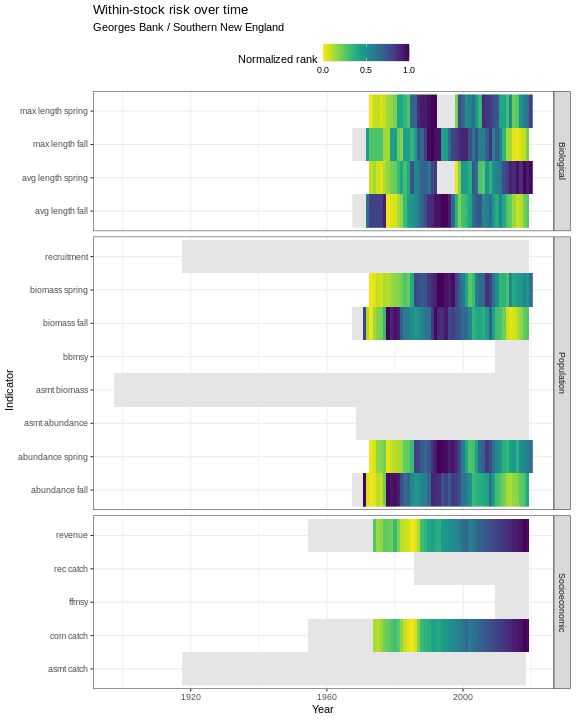 Within-stock risk over time
Georges Bank / Southern New England
Normalized rank
0.0 0.5 1.0
max length spring
max length fall
avg length spring
avg length fall
Biological
recruitment
biomass spring
biomass fall
bbmsy
asmt biomass
asmt abundance
abundance spring
abundance fall
Population
revenue
rec catch
ffmsy
com catch
asmt catch
Socioeconomic
Indicator
1920 1960 2000
Year